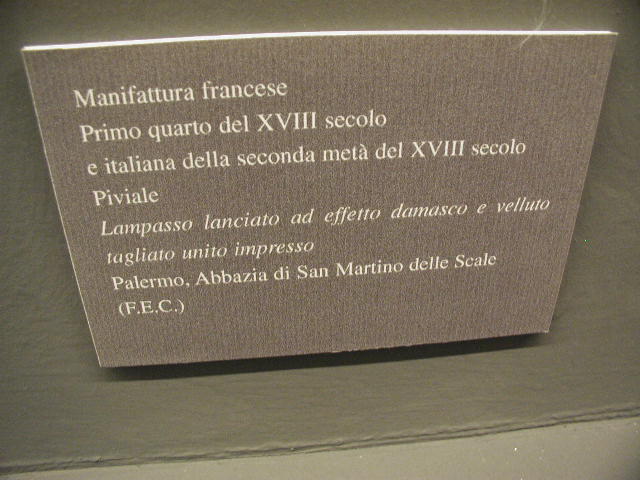 Manifattura francese
Primo quarto del XVIII secolo
e italiana della seconda metà del XVIII secolo
Piviale
Lampasso lanciato ad effetto damasco e velluto
tagliato unito impresso
Palermo, Abbazia di San Martino delle Scale
(F.E.C.)